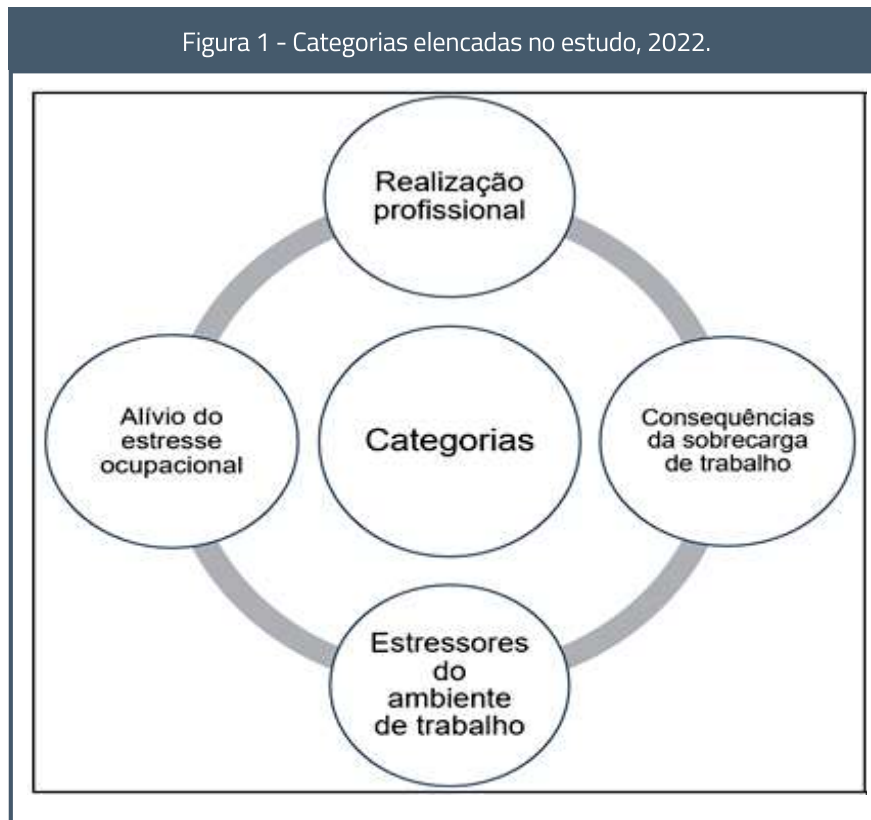 Figura 1 - Categorias elencadas no estudo, 2022.
Realização
profissional
Alívio do
estresse
ocupacional
Categorias
Consequências
da sobrecarga
de trabalho
Estressores
do
ambiente
de trabalho